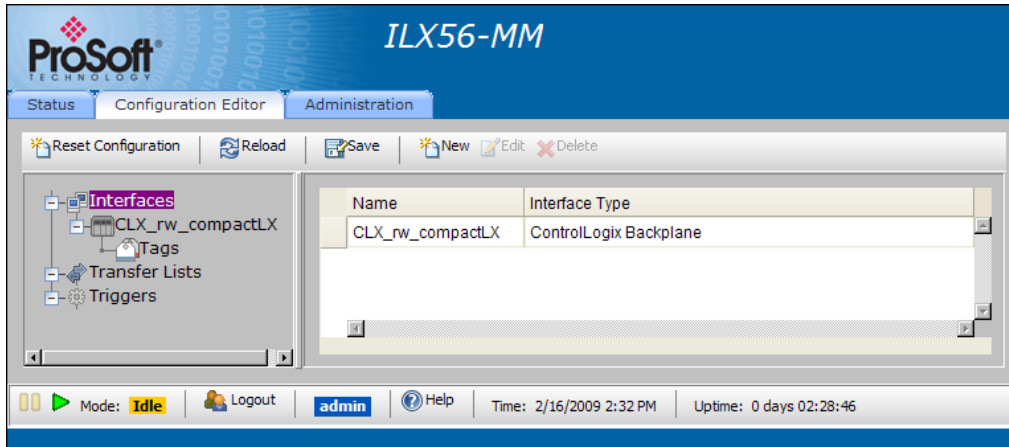 ProSoft®
TECHNOLOGY
ILX56-MM
Status Configuration Editor Administration
Reset Configuration Reload Save New Edit Delete
Interfaces
CLX_rw_compactLX
Tags
Transfer Lists
Triggers
Name Interface Type
CLX_rw_compactLX ControlLogix Backplane
Mode: Idle Logout admin Help Time: 2/16/2009 2:32 PM Uptime: 0 days 02:28:46